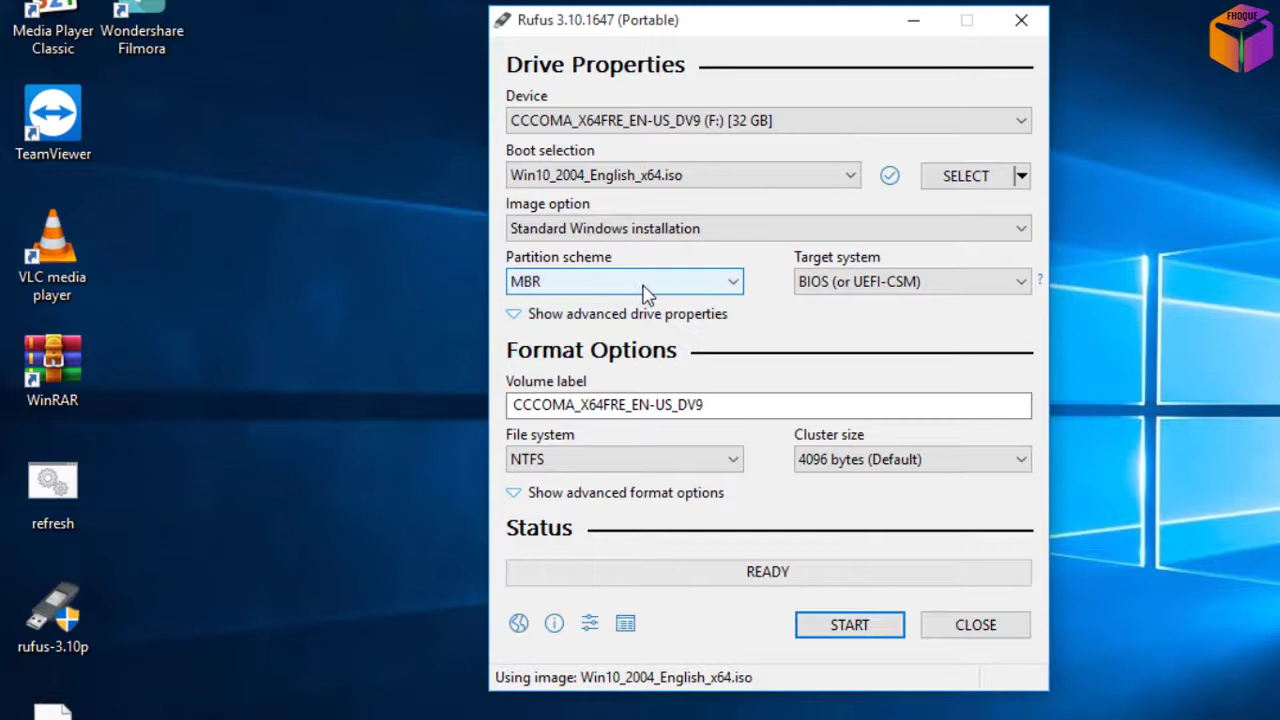 Media Player
Classic
Wondershare
Filmora
TeamViewer
VLC media
player
WinRAR
refresh
rufus-3.10p
Rufus 3.10.1647 (Portable)
FHOQUE
Drive Properties
Device
CCCOMA_X64FRE_EN-US_DV9 (F:) [32 GB]
Boot selection
Win10_2004_English_x64.iso
SELECT
Image option
Standard Windows installation
Partition scheme
Target system
MBR
BIOS (or UEFI-CSM)
?
Show advanced drive properties
Format Options
Volume label
CCCOMA_X64FRE_EN-US_DV9
File system
Cluster size
NTFS
4096 bytes (Default)
Show advanced format options
Status
READY
START
CLOSE
Using image: Win10_2004_English_x64.iso